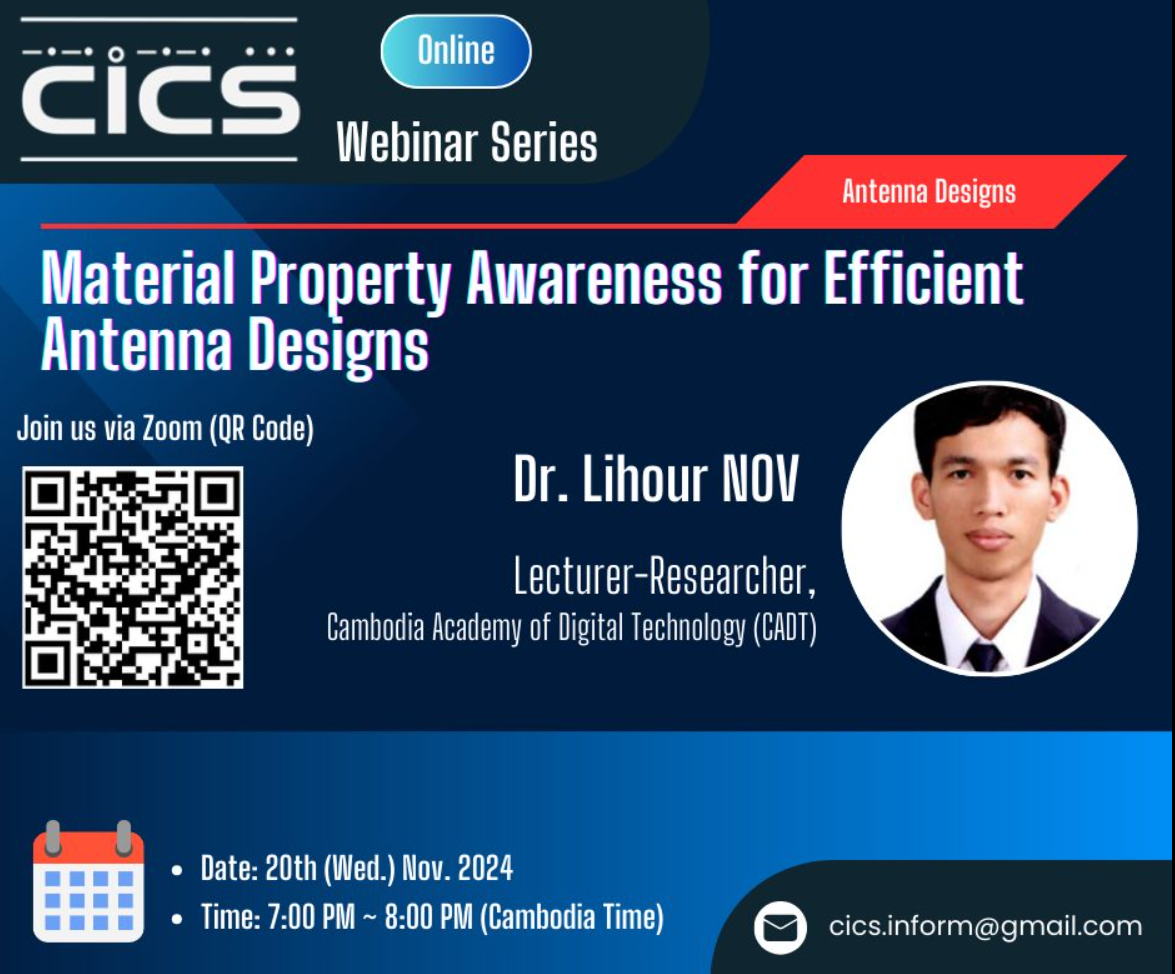 CiCS
Online
Webinar Series
Antenna Designs
Material Property Awareness for Efficient
Antenna Designs
Join us via Zoom (QR Code)
Dr. Lihour NOV
Lecturer-Researcher,
Cambodia Academy of Digital Technology (CADT)
• Date: 20th (Wed.) Nov. 2024
• Time: 7:00 PM ~ 8:00 PM (Cambodia Time)
cics.inform@gmail.com